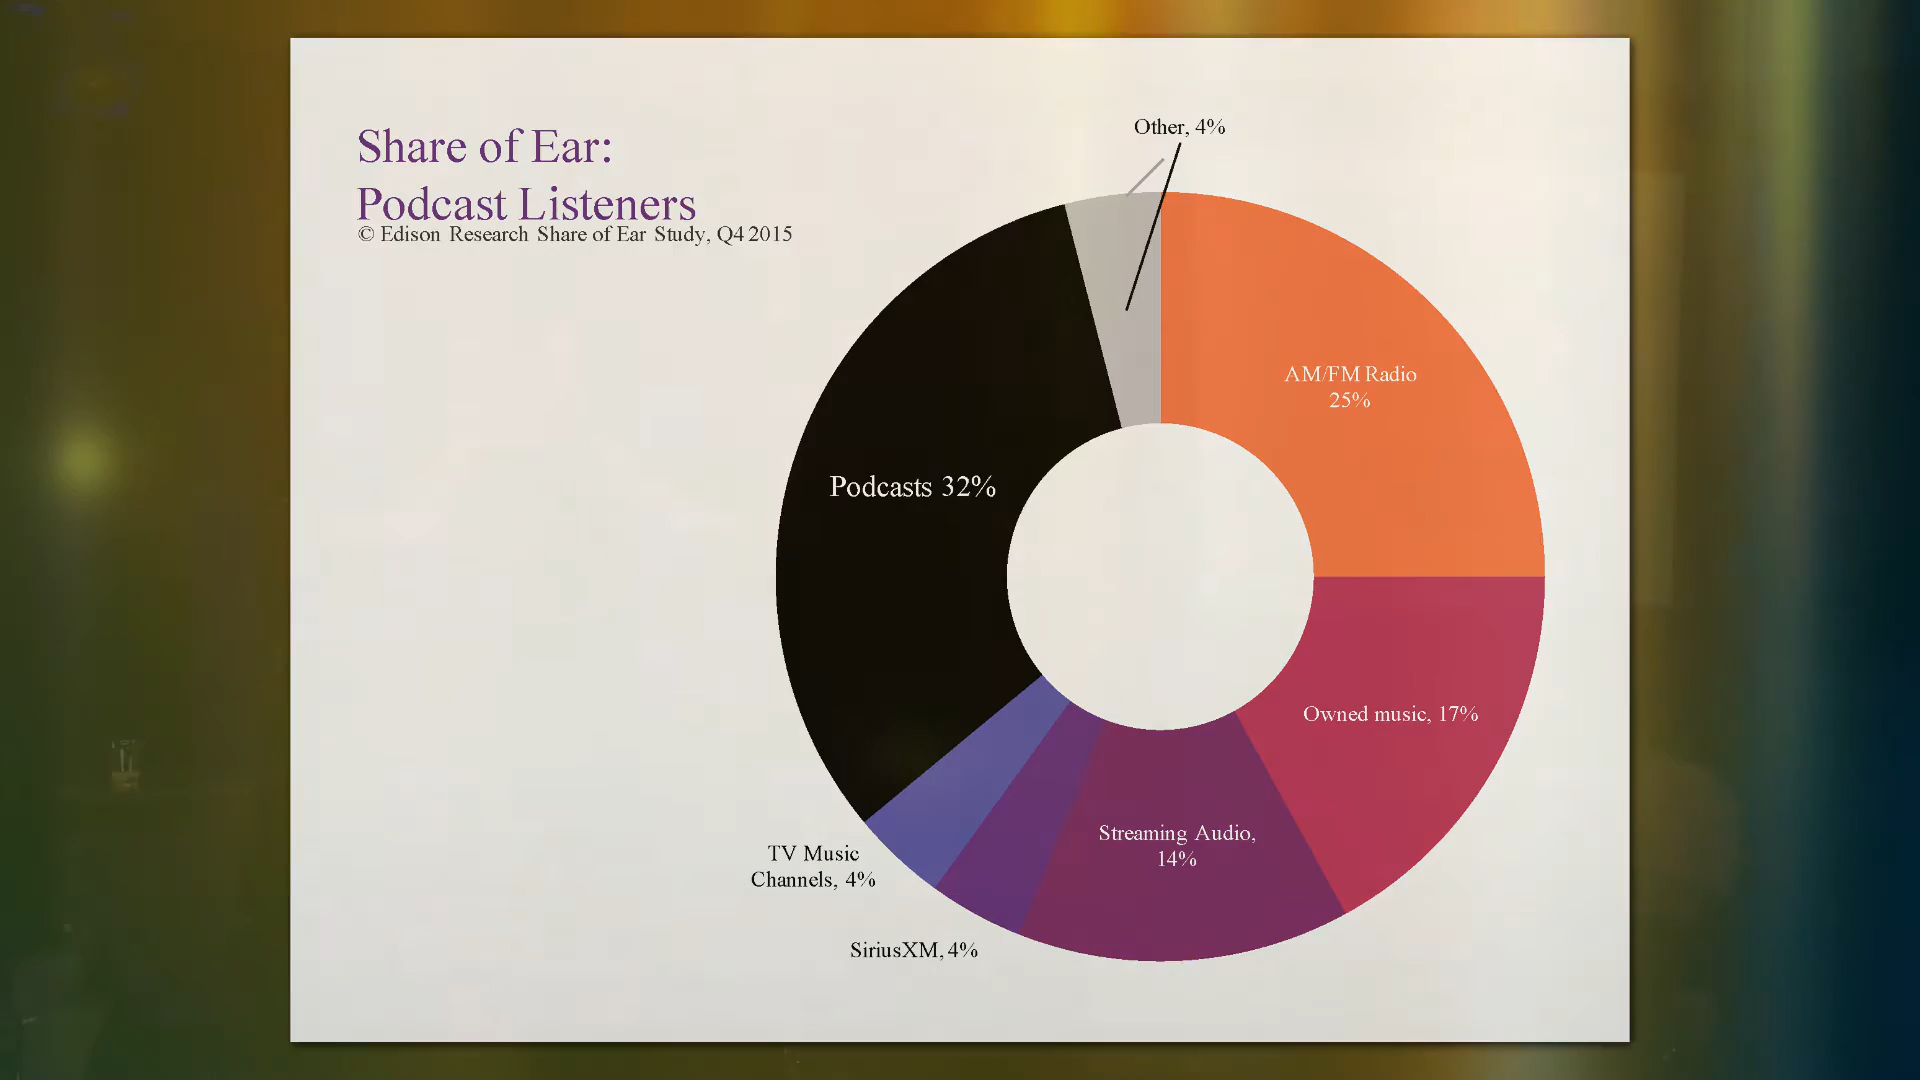 Share of Ear:
Podcast Listeners
© Edison Research Share of Ear Study, Q4 2015
Other, 4%
AM/FM Radio
25%
Podcasts 32%
Owned music, 17%
Streaming Audio,
14%
TV Music
Channels, 4%
SiriusXM, 4%